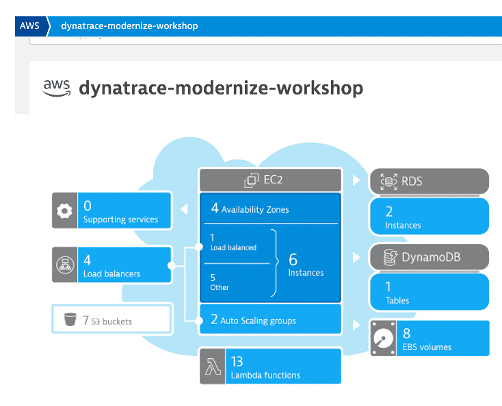 AWS dynatrace-modernize-workshop
aws dynatrace-modernize-workshop
EC2
4 Availability Zones
1
Load balanced
5
Other
6
Instances
2 Auto Scaling groups
0
Supporting services
4
Load balancers
7 S3 buckets
RDS
2
Instances
DynamoDB
1
Tables
8
EBS volumes
13
Lambda functions